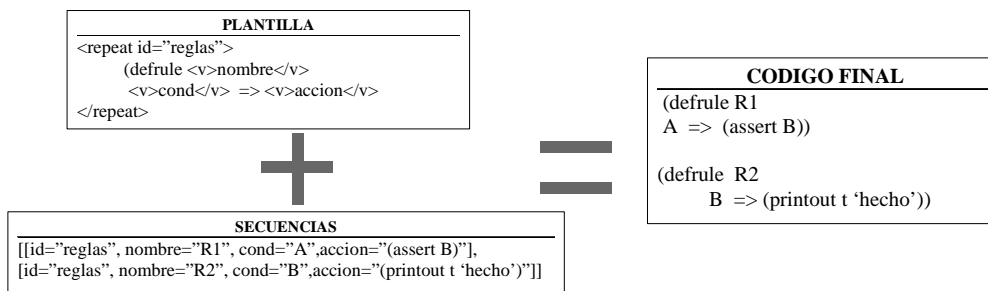 PLANTILLA
<repeat id=”reglas”>
(defrule <v>nombre</v>
<v>cond</v> => <v>accion</v>
</repeat>
SECUENCIAS
[[id=”reglas”, nombre=”R1”, cond=”A”,accion=”(assert B)”],
[id=”reglas”, nombre=”R2”, cond=”B”,accion=”(printout t ‘hecho’)”]]
CODIGO FINAL
(defrule R1
A => (assert B))
(defrule R2
B => (printout t ‘hecho’))